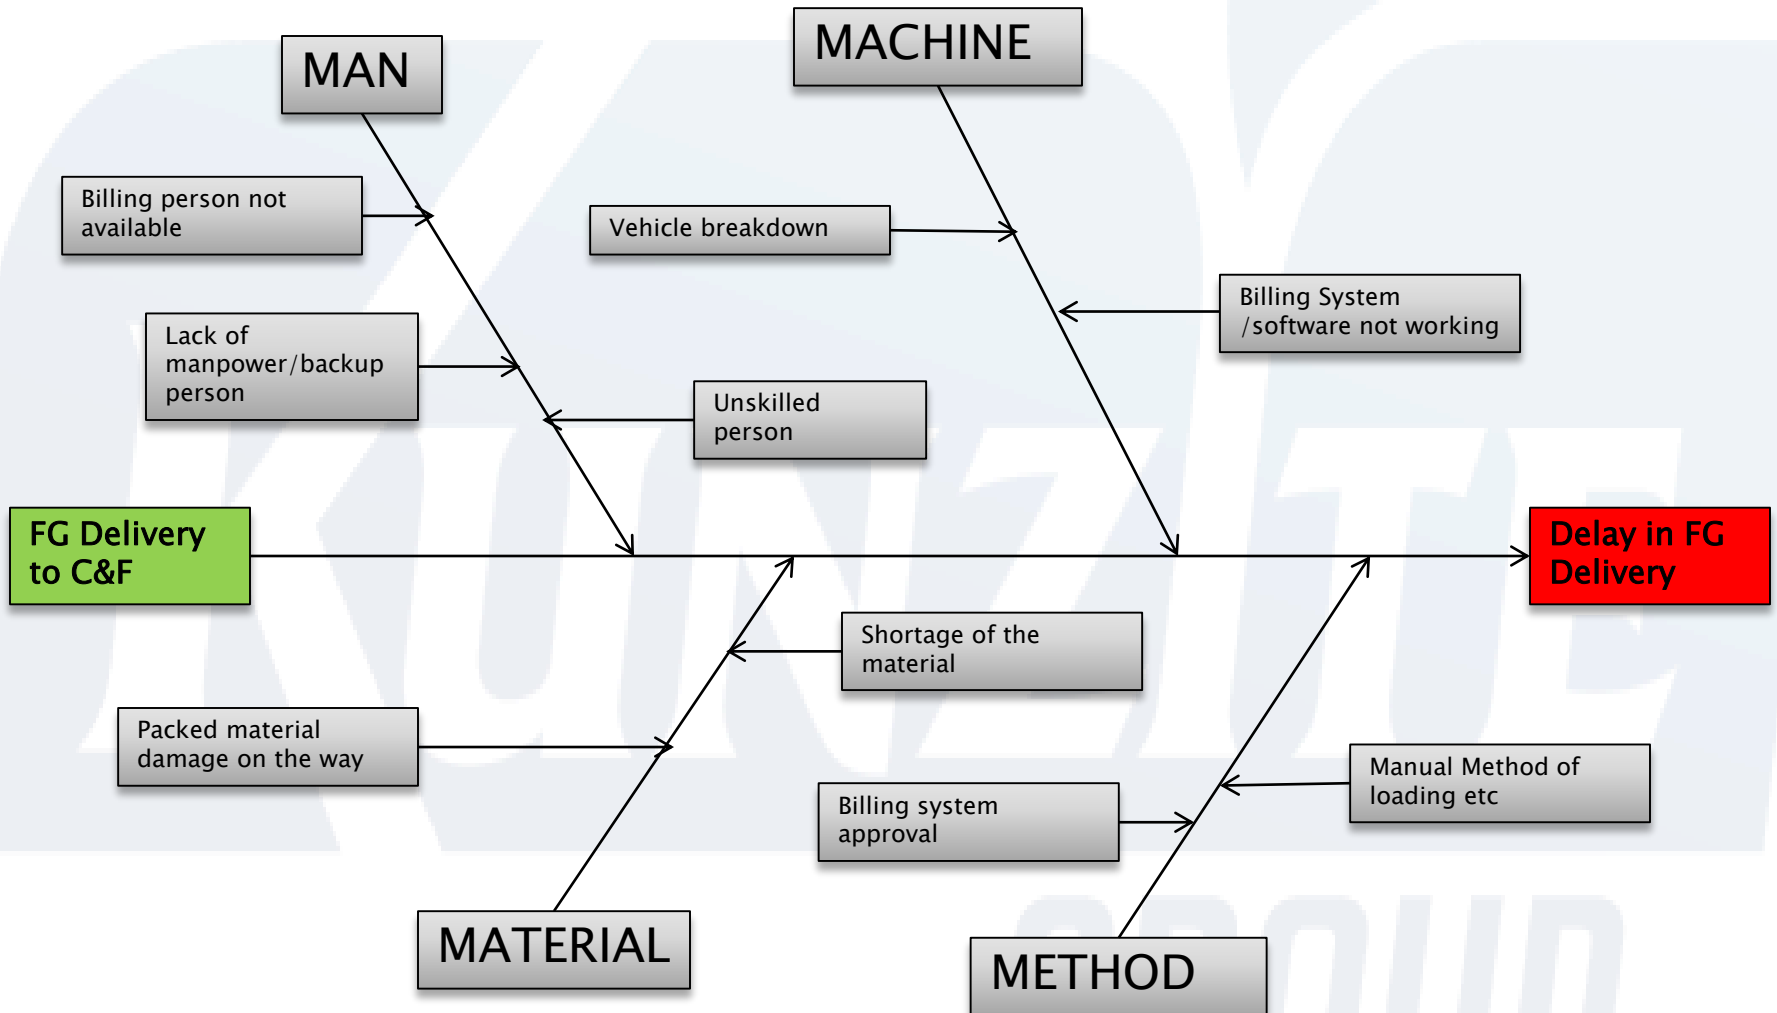 MAN
MACHINE
Billing person not
available
Vehicle breakdown
Billing System
/software not working
Lack of
manpower/backup
person
Unskilled
person
FG Delivery
to C&F
Delay in FG
Delivery
Shortage of the
material
Packed material
damage on the way
Manual Method of
loading etc
Billing system
approval
MATERIAL
METHOD
KUNZITE
GROUP